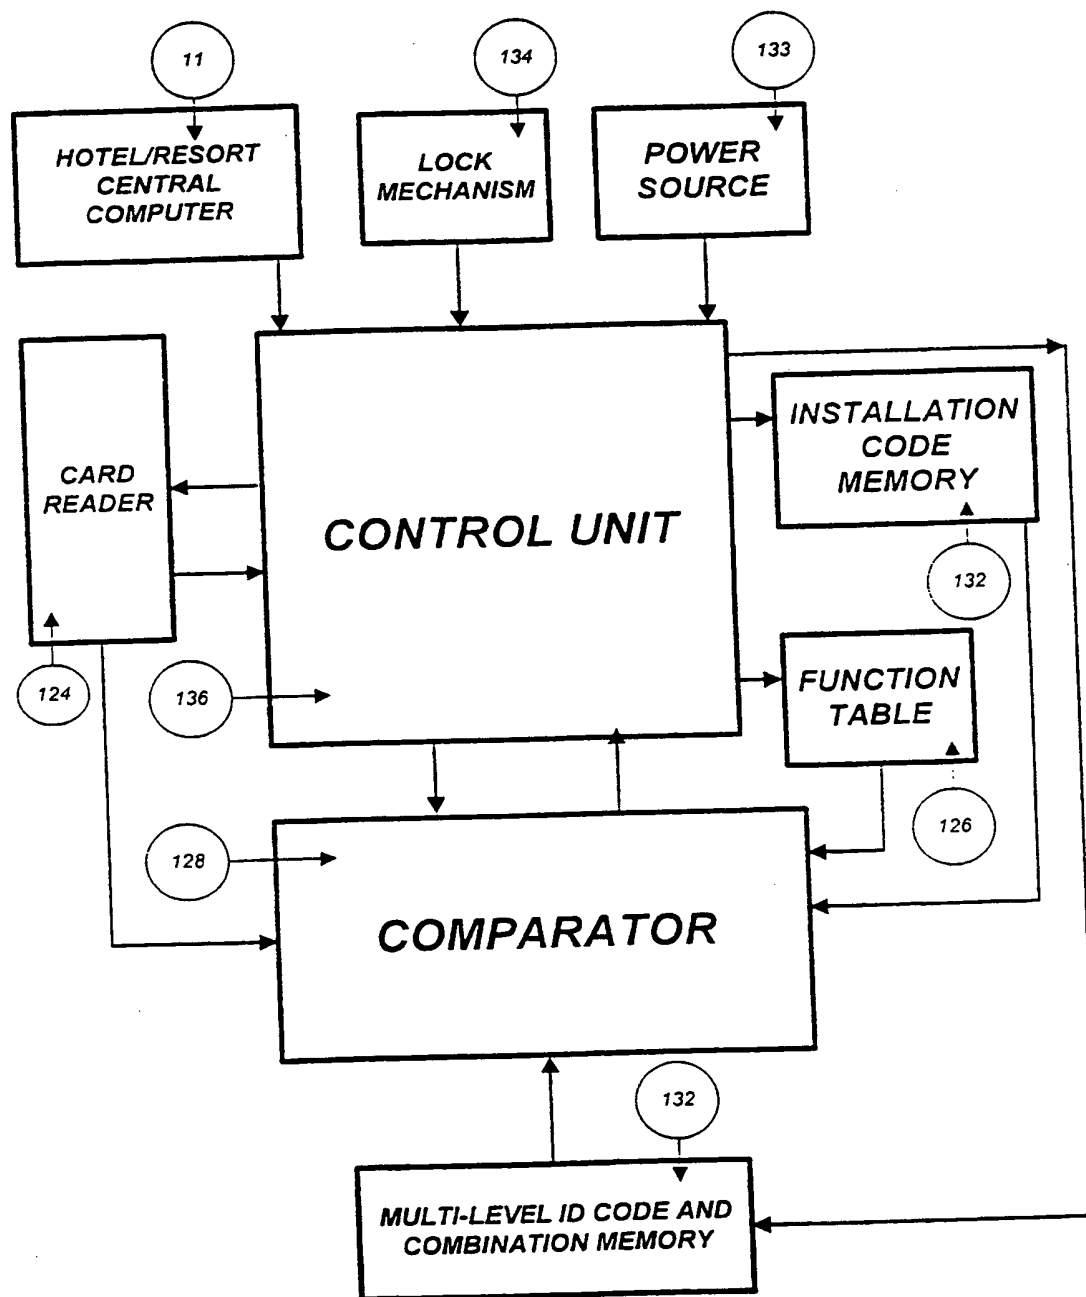 11
134
133
HOTEL/RESORT
CENTRAL
COMPUTER
LOCK
MECHANISM
POWER
SOURCE
CARD
READER
CONTROL UNIT
INSTALLATION
CODE
MEMORY
132
124
136
FUNCTION
TABLE
126
128
COMPARATOR
132
MULTI-LEVEL ID CODE AND
COMBINATION MEMORY